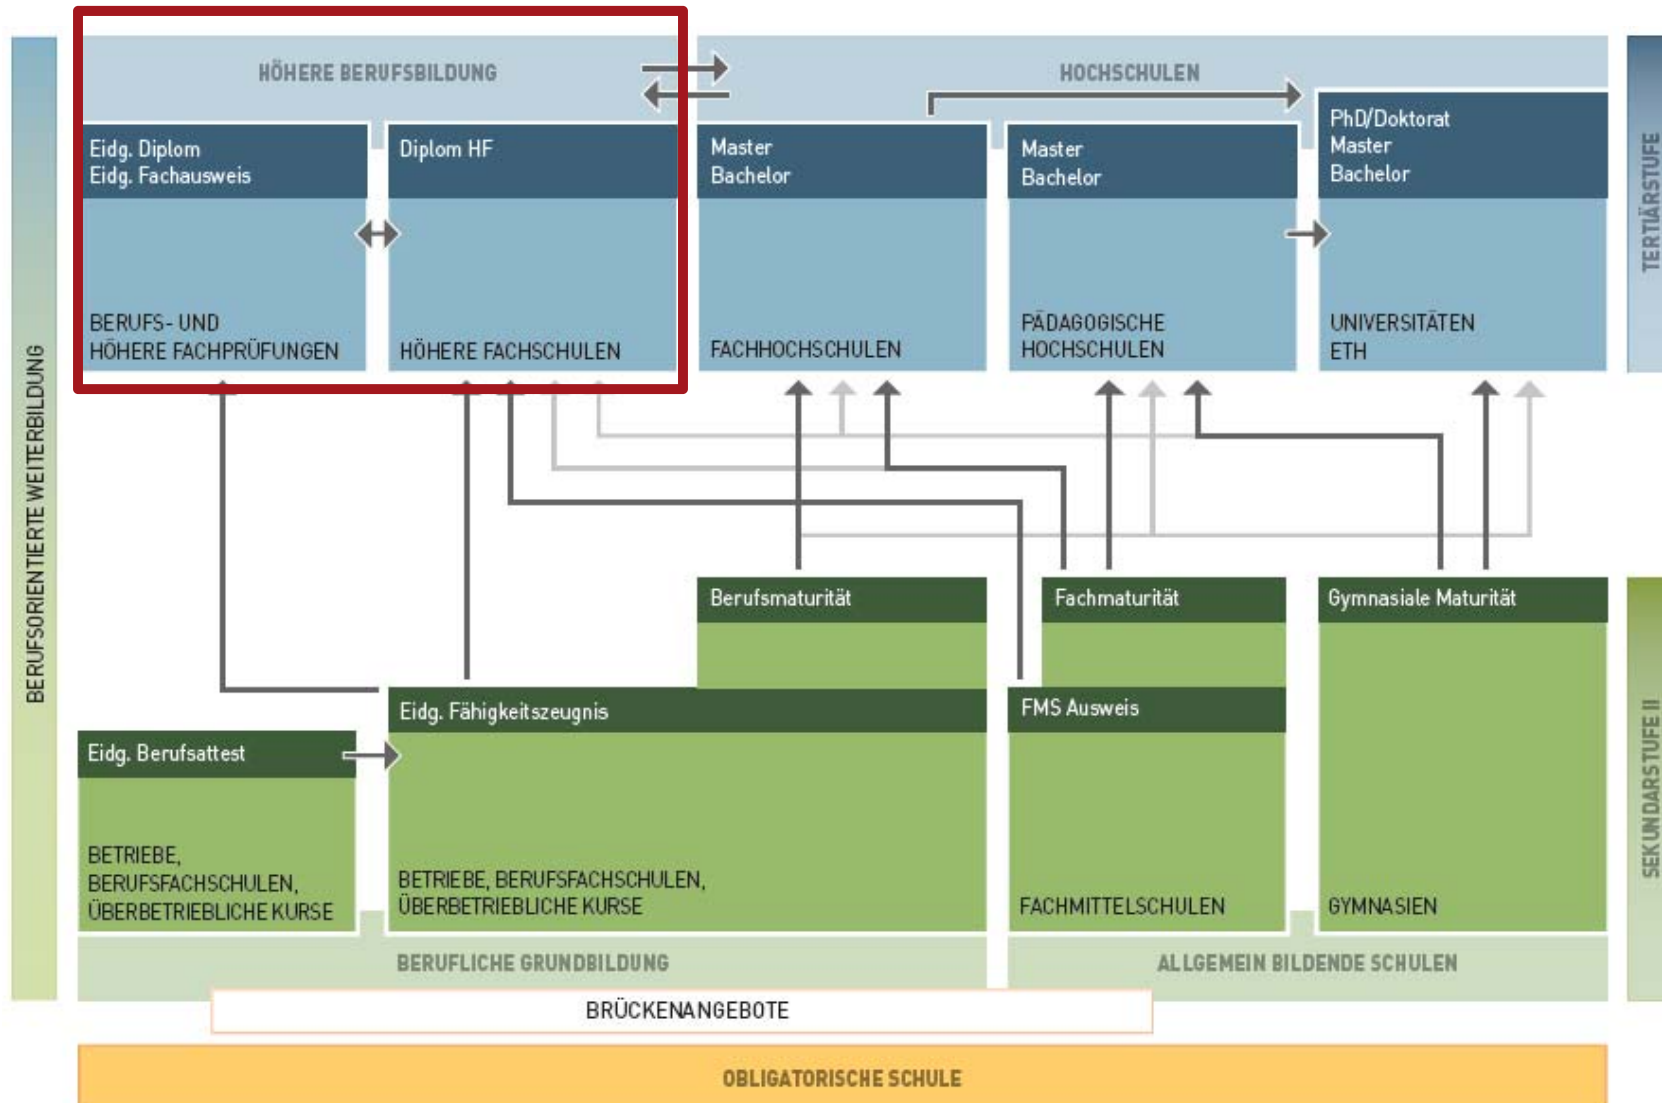 BERUFSORIENTIERTE WEITERBILDUNG
HÖHERE BERUFSBILDUNG
HOCHSCHULEN
Eidg. Diplom
Eidg. Fachausweis
BERUFS- UND
HÖHERE FACHPRÜFUNGEN
Diplom HF
HÖHERE FACHSCHULEN
Master
Bachelor
FACHHOCHSCHULEN
Master
Bachelor
PÄDAGOGISCHE
HOCHSCHULEN
PhD/Doktorat
Master
Bachelor
UNIVERSITÄTEN
ETH
TERTIÄRSTUFE
Berufsmaturität
Fachmaturität
Gymnasiale Maturität
Eidg. Fähigkeitszeugnis
FMS Ausweis
Eidg. Berufsattest
BETRIEBE,
BERUFSFACHSCHULEN,
ÜBERBETRIEBLICHE KURSE
BETRIEBE, BERUFSFACHSCHULEN,
ÜBERBETRIEBLICHE KURSE
FACHMITTELSCHULEN
GYMNASIEN
SEKUNDARSTUFE II
BERUFLICHE GRUNDBILDUNG
ALLGEMEIN BILDENDE SCHULEN
BRÜCKENANGEBOTE
OBLIGATORISCHE SCHULE